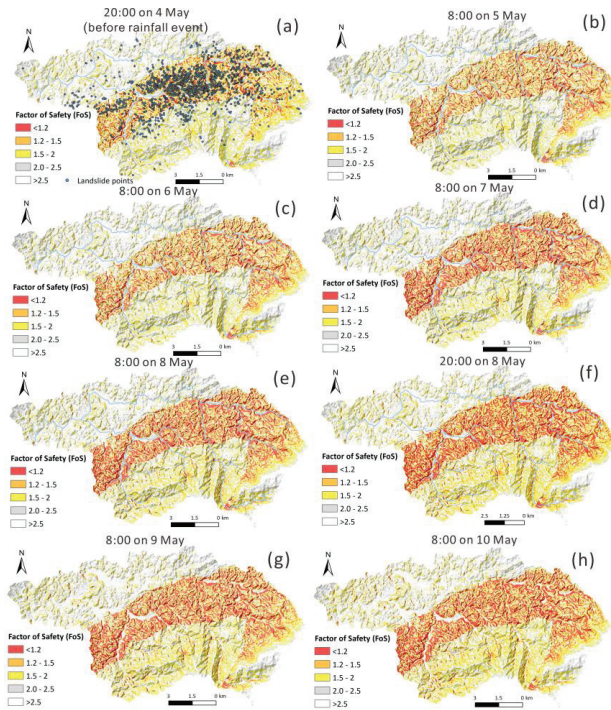 20:00 on 4 May
(before rainfall event)
(a)
N
Factor of Safety (FoS)
<1.2
1.2 - 1.5
1.5 - 2
2.0 - 2.5
>2.5
Landslide points
3 1.5 0 km
8:00 on 5 May
(b)
N
Factor of Safety (FoS)
<1.2
1.2 - 1.5
1.5 - 2
2.0 - 2.5
>2.5
3 1.5 0 km
8:00 on 6 May
(c)
N
Factor of Safety (FoS)
<1.2
1.2 - 1.5
1.5 - 2
2.0 - 2.5
>2.5
3 1.5 0 km
8:00 on 7 May
(d)
N
Factor of Safety (FoS)
<1.2
1.2 - 1.5
1.5 - 2
2.0 - 2.5
>2.5
3 1.5 0 km
8:00 on 8 May
(e)
N
Factor of Safety (FoS)
<1.2
1.2 - 1.5
1.5 - 2
2.0 - 2.5
>2.5
3 1.5 0 km
20:00 on 8 May
(f)
N
Factor of Safety (FoS)
<1.2
1.2 - 1.5
1.5 - 2
2.0 - 2.5
>2.5
2.5 1.25 0 km
8:00 on 9 May
(g)
N
Factor of Safety (FoS)
<1.2
1.2 - 1.5
1.5 - 2
2.0 - 2.5
>2.5
3 1.5 0 km
8:00 on 10 May
(h)
N
Factor of Safety (FoS)
<1.2
1.2 - 1.5
1.5 - 2
2.0 - 2.5
>2.5
3 1.5 0 km